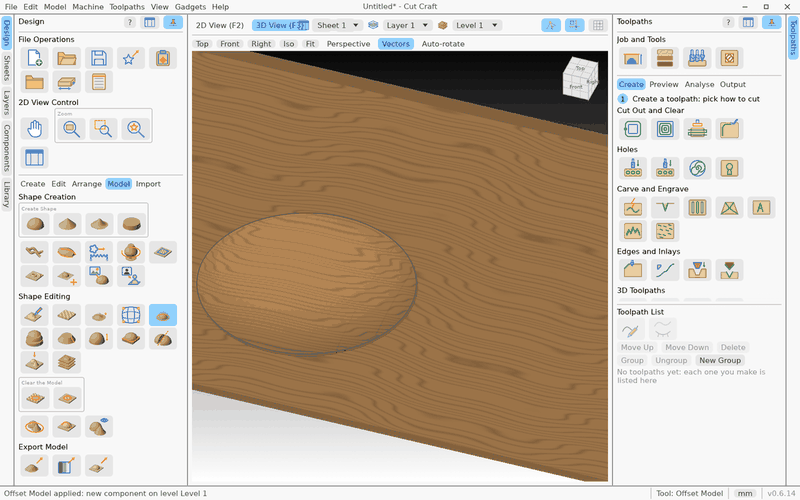 Untitled* - Cut Craft
File Edit Model Machine Toolpaths View Gadgets Help
Design
Sheets
Layers
Components
Library
Design ?
File Operations
2D View Control
Zoom
Create Edit Arrange Model Import
Shape Creation
Create Shape
Shape Editing
Clear the Model
Export Model
2D View (F2) 3D View (F3) Sheet 1 Layer 1 Level 1
Top Front Right Iso Fit Perspective Vectors Auto-rotate
Top
Front
Right
Toolpaths ?
Job and Tools
Create Preview Analyse Output
1 Create a toolpath: pick how to cut
Cut Out and Clear
Holes
Carve and Engrave
A
Edges and Inlays
3D Toolpaths
Toolpath List
Move Up Move Down Delete
Group Ungroup New Group
No toolpaths yet: each one you make is
listed here
Toolpaths
Offset Model applied: new component on level Level 1
Tool: Offset Model mm v0.6.14